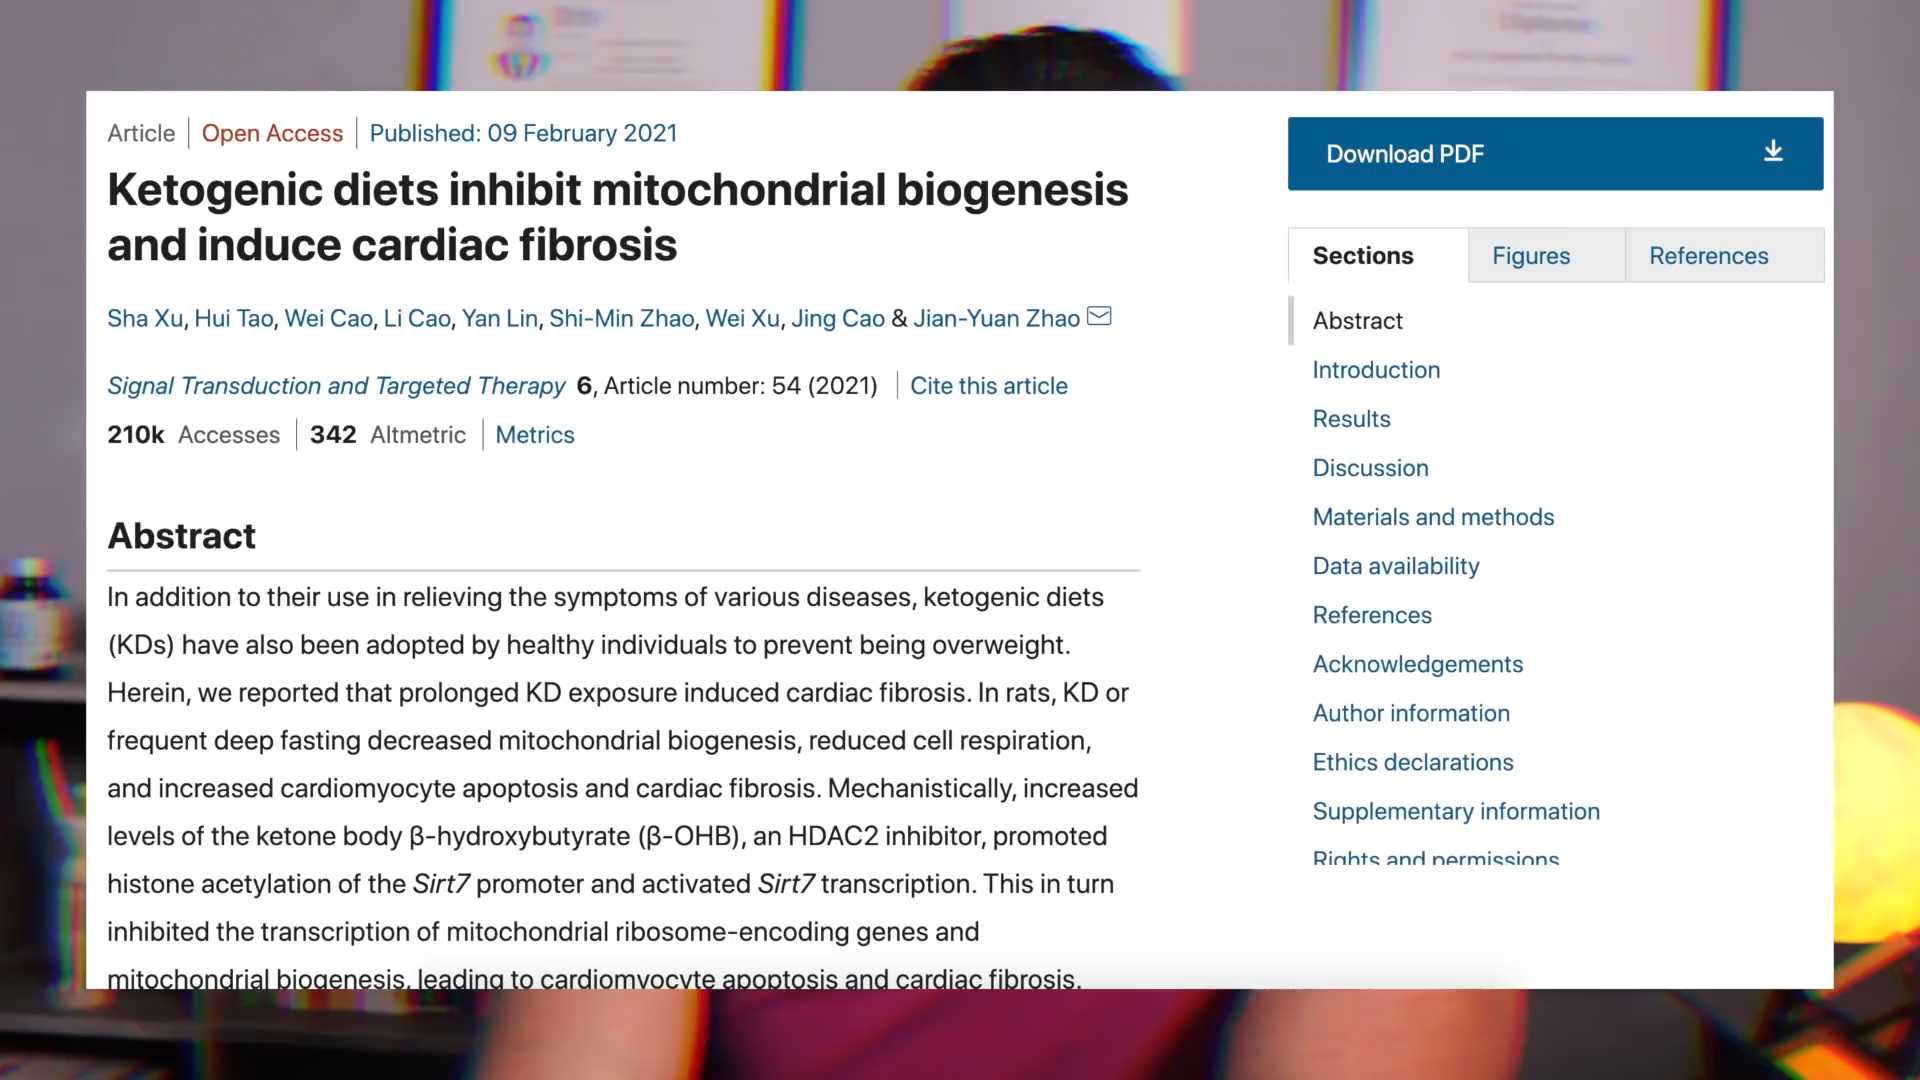 Article | Open Access | Published: 09 February 2021
Ketogenic diets inhibit mitochondrial biogenesis
and induce cardiac fibrosis
Sha Xu, Hui Tao, Wei Cao, Li Cao, Yan Lin, Shi-Min Zhao, Wei Xu, Jing Cao & Jian-Yuan Zhao
Signal Transduction and Targeted Therapy 6, Article number: 54 (2021) | Cite this article
210k Accesses | 342 Altmetric | Metrics
Abstract
In addition to their use in relieving the symptoms of various diseases, ketogenic diets
(KDs) have also been adopted by healthy individuals to prevent being overweight.
Herein, we reported that prolonged KD exposure induced cardiac fibrosis. In rats, KD or
frequent deep fasting decreased mitochondrial biogenesis, reduced cell respiration,
and increased cardiomyocyte apoptosis and cardiac fibrosis. Mechanistically, increased
levels of the ketone body β-hydroxybutyrate (β-OHB), an HDAC2 inhibitor, promoted
histone acetylation of the Sirt7 promoter and activated Sirt7 transcription. This in turn
inhibited the transcription of mitochondrial ribosome-encoding genes and
mitochondrial biogenesis, leading to cardiomyocyte apoptosis and cardiac fibrosis.
Download PDF
Sections
Figures
References
Abstract
Introduction
Results
Discussion
Materials and methods
Data availability
References
Acknowledgements
Author information
Ethics declarations
Supplementary information
Rights and permissions